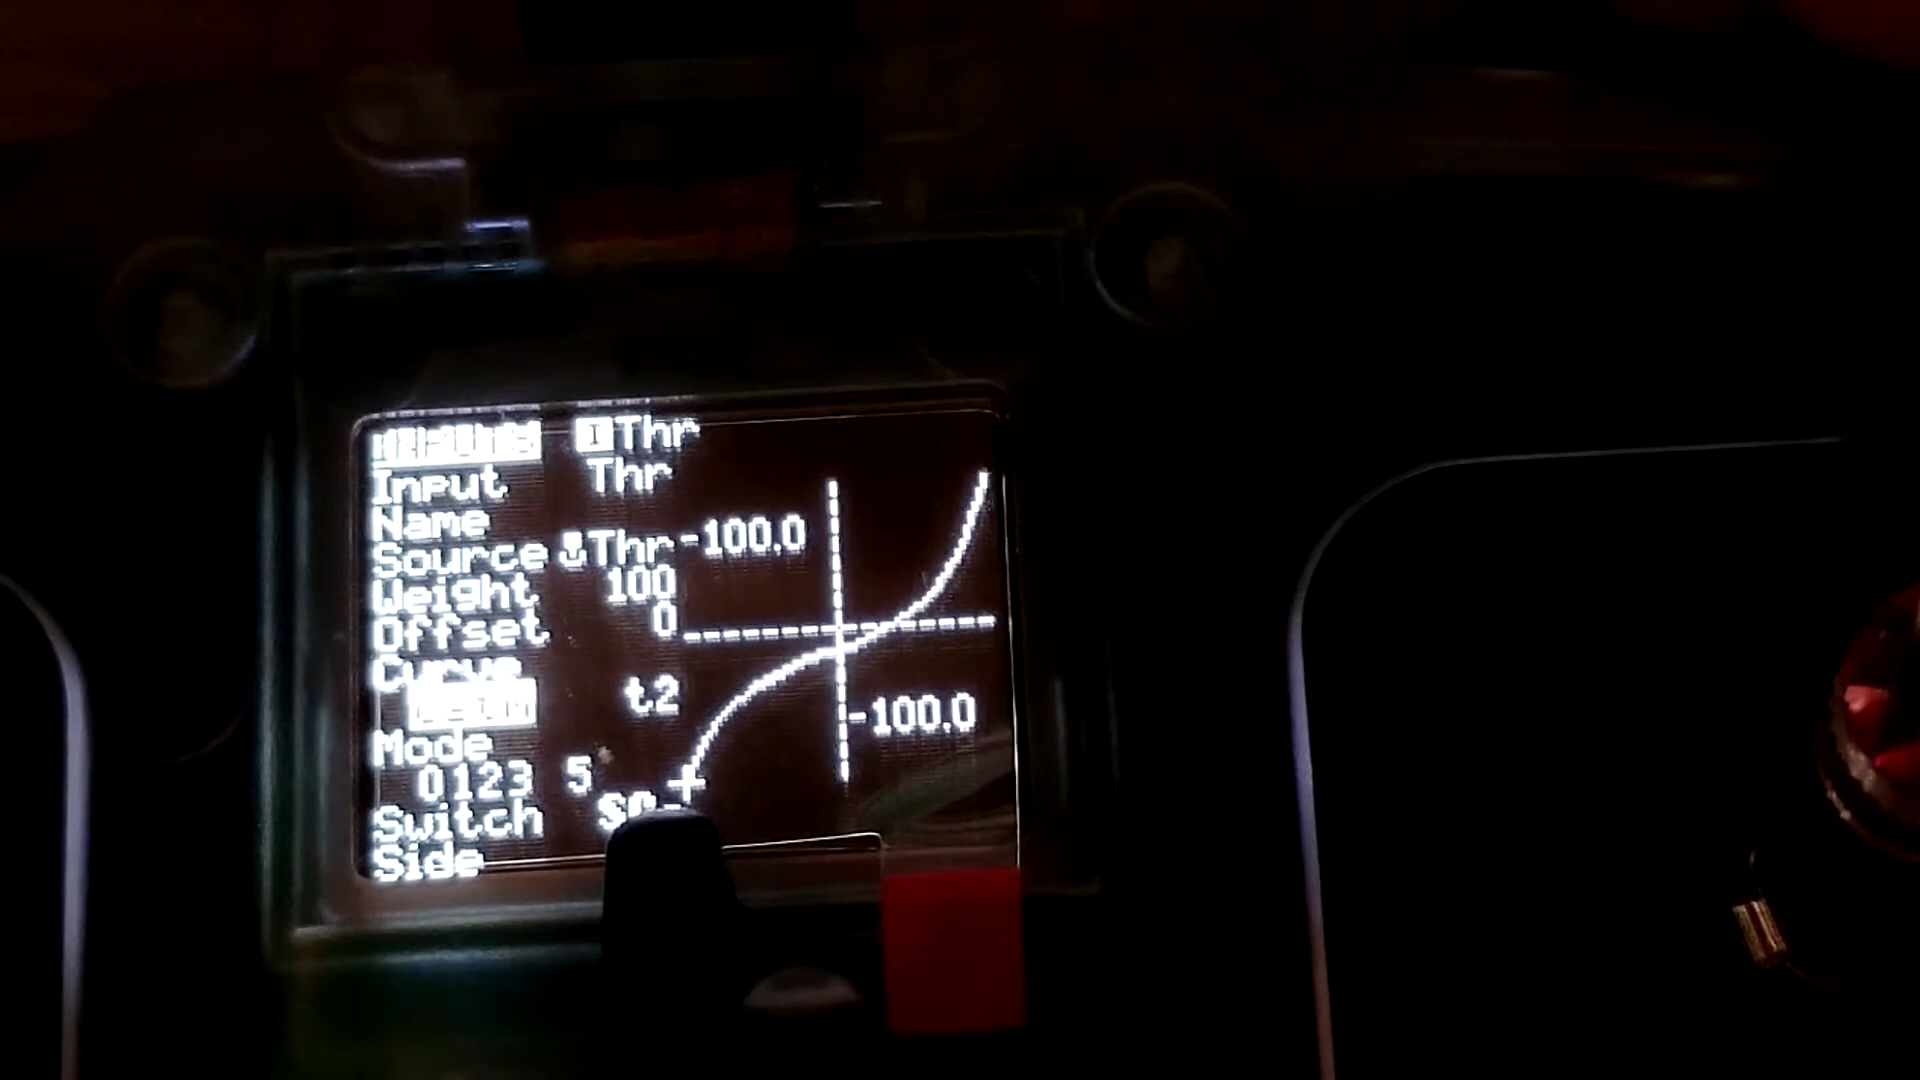 Thr
Input Thr
Name
Source Thr -100.0
Weight 100
Offset 0
Curve
t2 -100.0
Mode
0123 5
Switch
Side